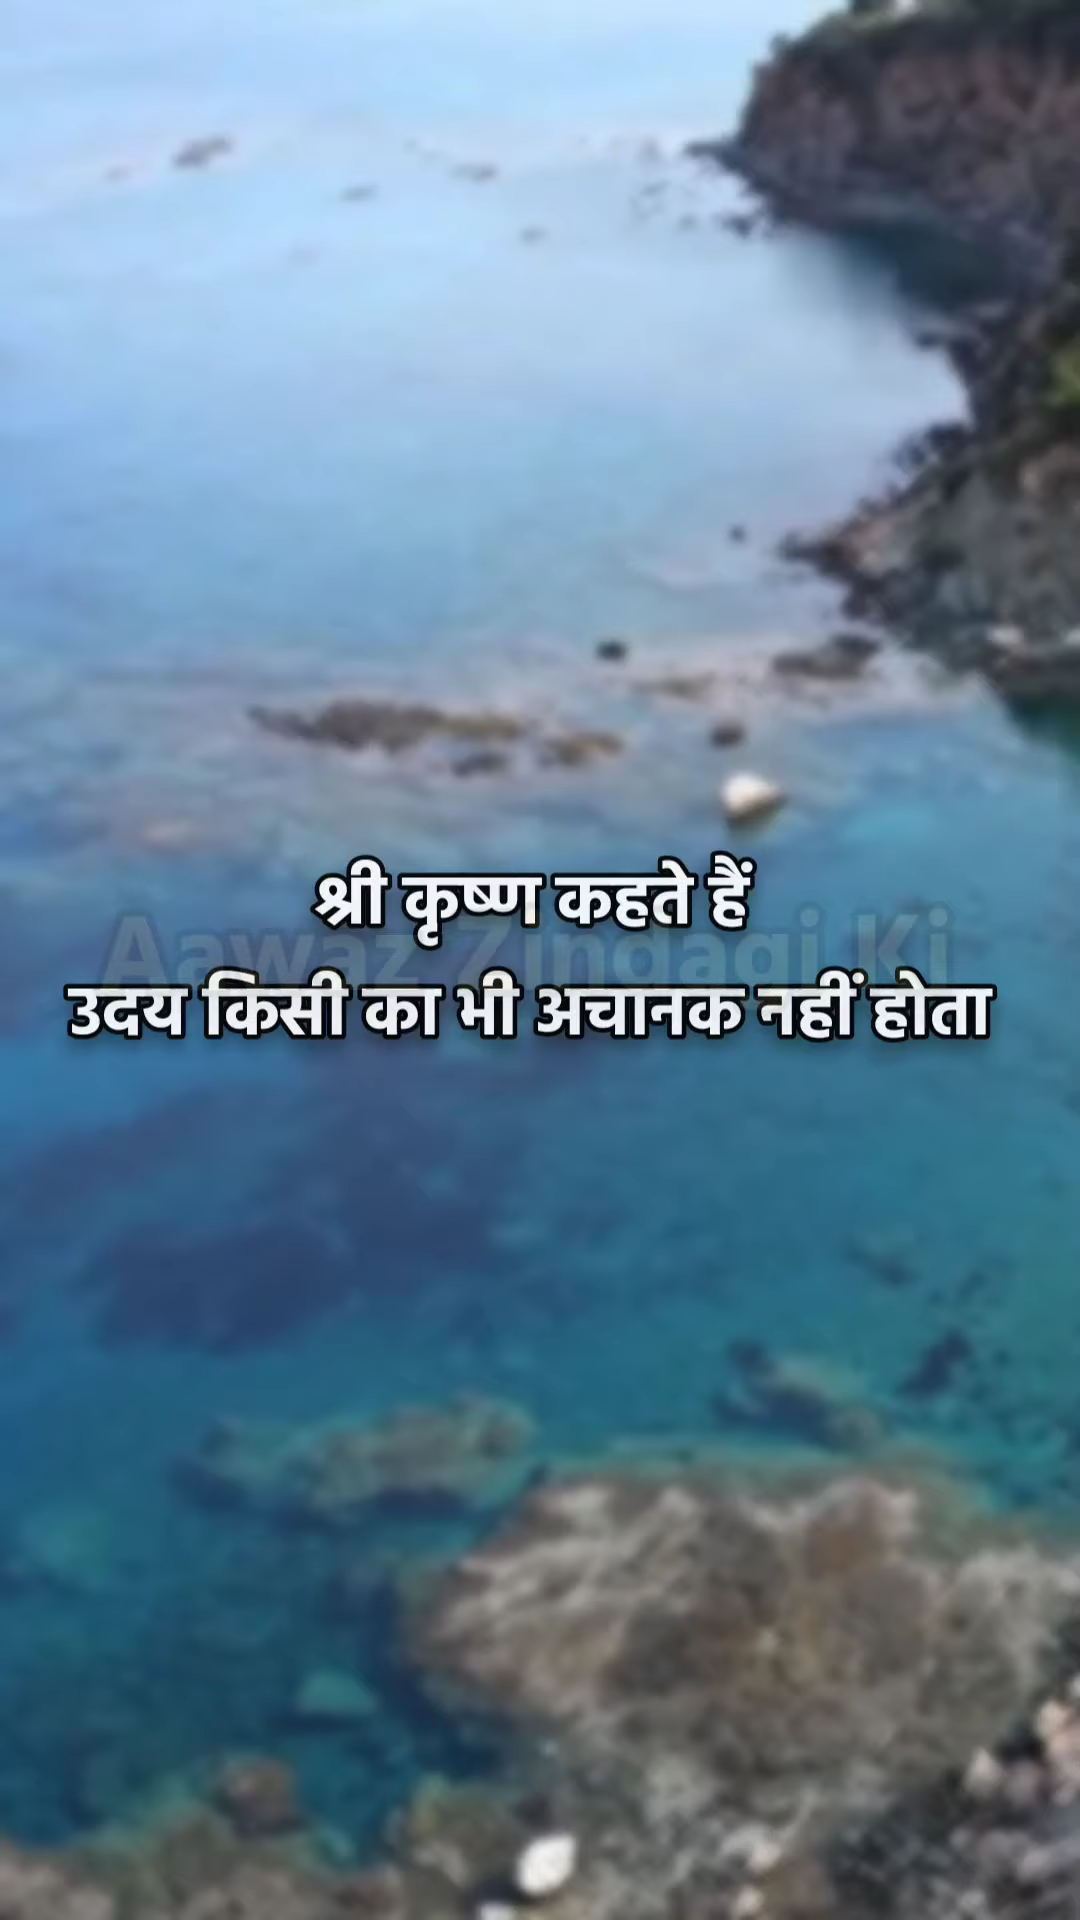 श्री कृष्ण कहते हैं
Aawaz Zindagi Ki
उदय किसी का भी अचानक नहीं होता